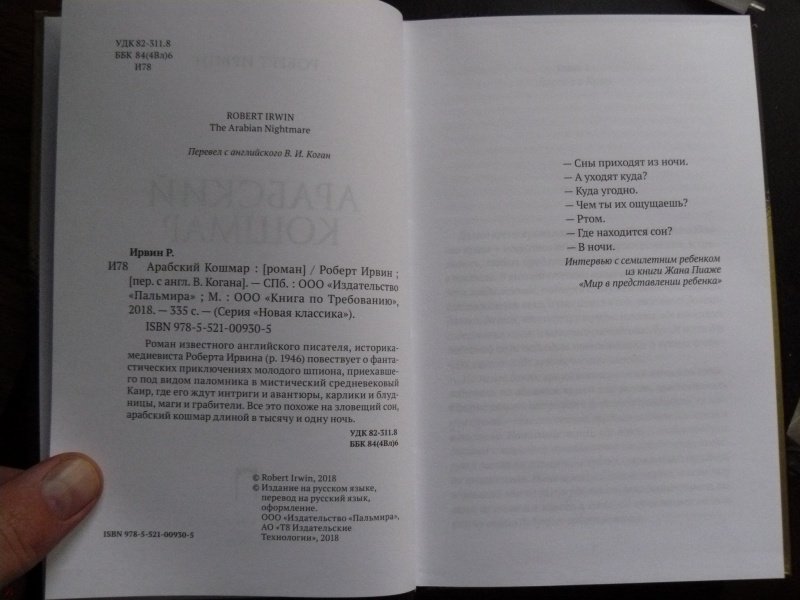 УДК 82-311.8
ББК 84(4Вл)6
И78
ROBERT IRWIN
The Arabian Nightmare
Перевел с английского В. И. Коган
Ирвин Р.
И78 Арабский Кошмар : [роман] / Роберт Ирвин ;
[пер. с англ. В. Когана]. — СПб. : ООО «Издательство
«Пальмира» ; М. : ООО «Книга по Требованию»,
2018. — 335 с. — (Серия «Новая классика»).
ISBN 978-5-521-00930-5
Роман известного английского писателя, историка-
медиевиста Роберта Ирвина (р. 1946) повествует о фанта-
стических приключениях молодого шпиона, приехавше-
го под видом паломника в мистический средневековый
Каир, где его ждут интриги и авантюры, карлики и блуд-
ницы, маги и грабители. Все это похоже на зловещий сон,
арабский кошмар длиной в тысячу и одну ночь.
УДК 82-311.8
ББК 84(4Вл)6
© Robert Irwin, 2018
© Издание на русском языке,
перевод на русский язык,
оформление.
ООО «Издательство «Пальмира»,
АО «Т8 Издательские
Технологии», 2018
ISBN 978-5-521-00930-5
— Сны приходят из ночи.
— А уходят куда?
— Куда угодно.
— Чем ты их ощущаешь?
— Ртом.
— Где находится сон?
— В ночи.
Интервью с семилетним ребенком
из книги Жана Пиаже
«Мир в представлении ребенка»